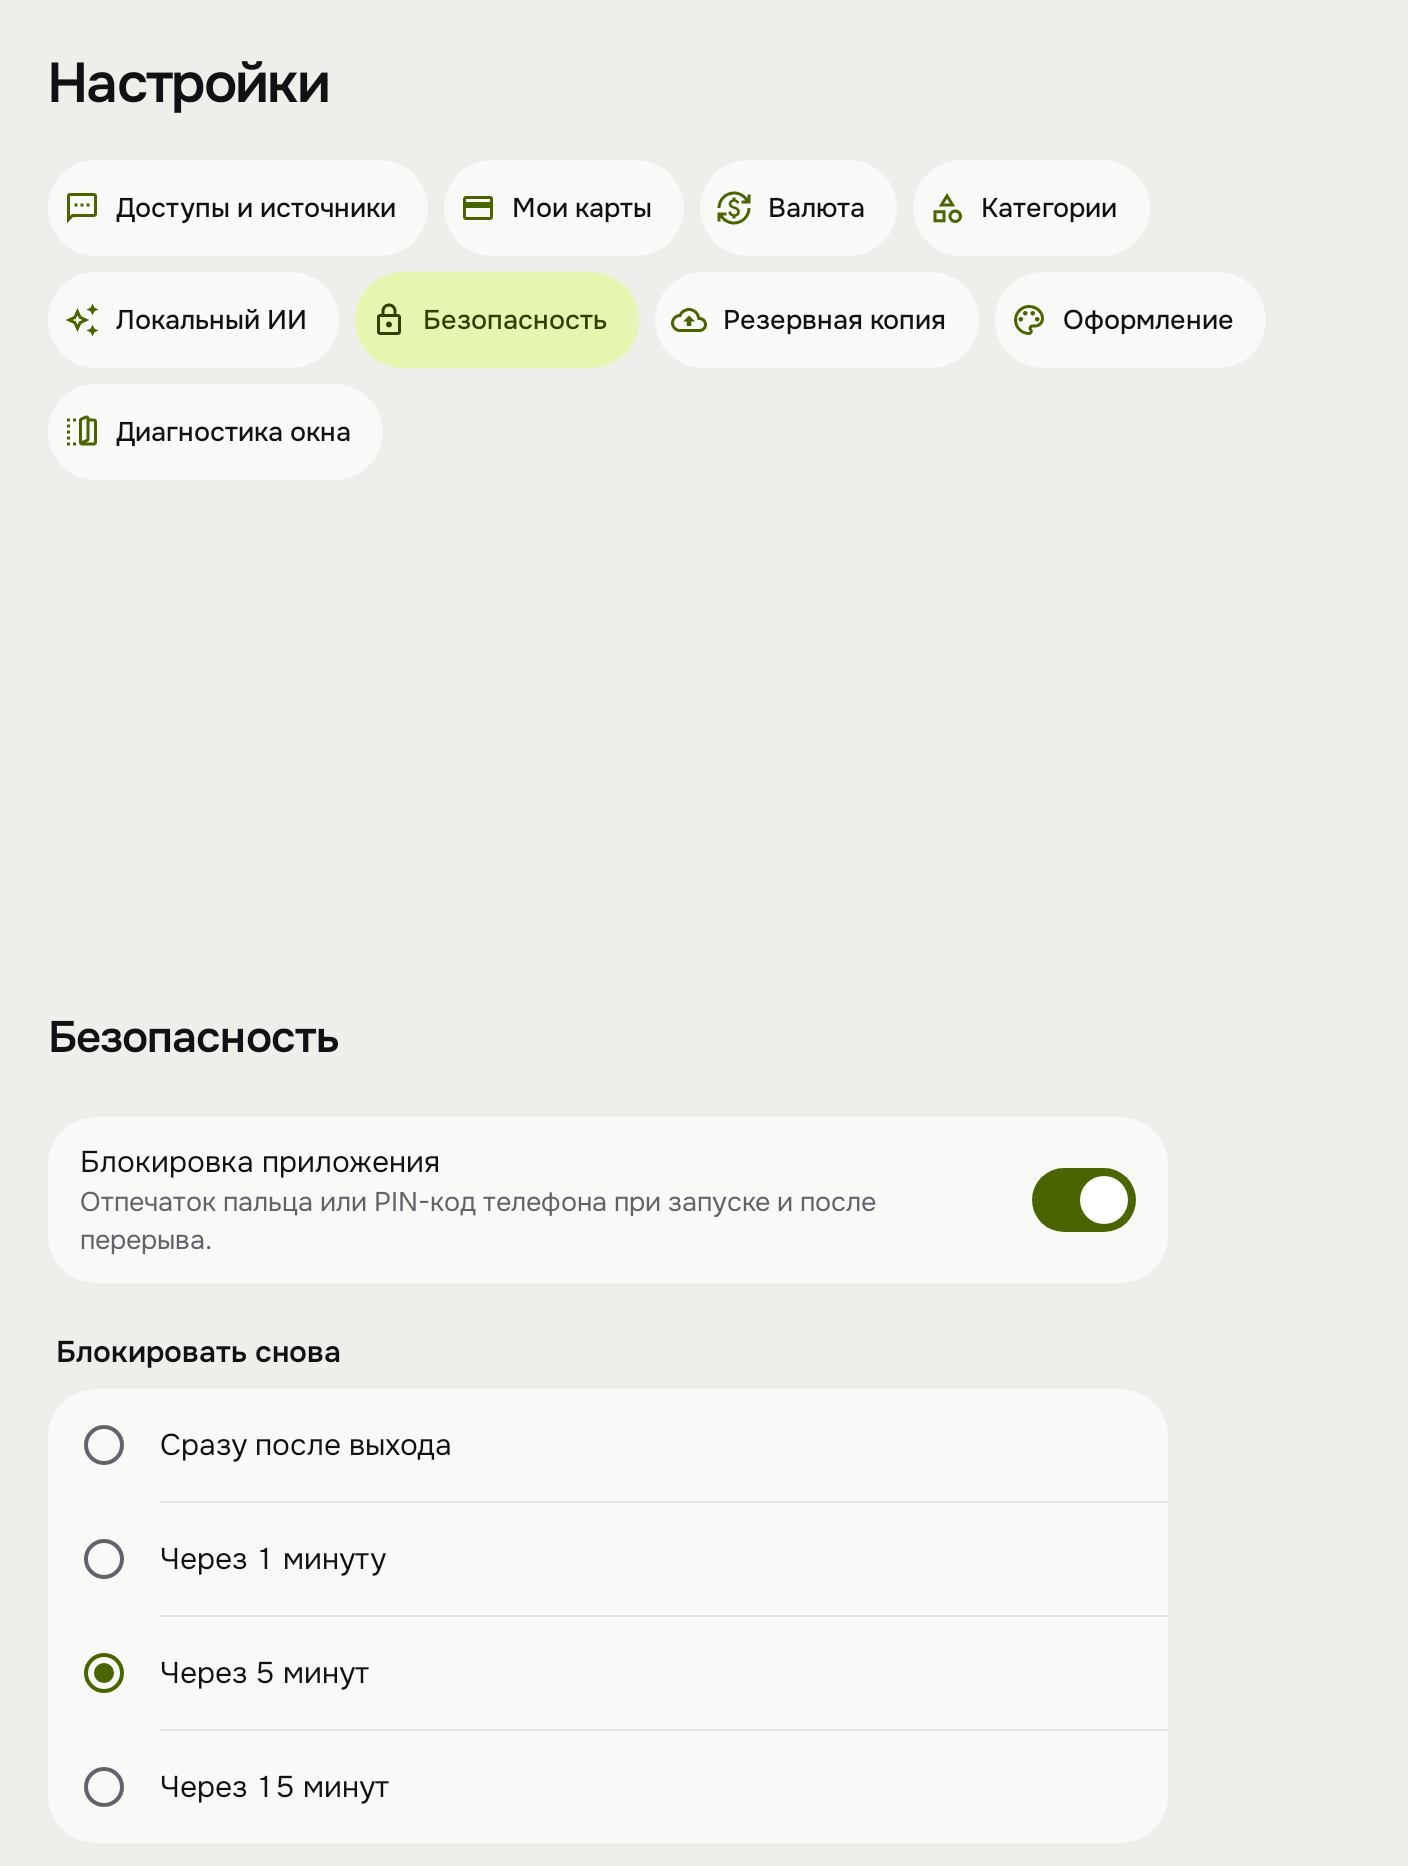 Настройки
Доступы и источники
Мои карты
Валюта
Категории
Локальный ИИ
Безопасность
Резервная копия
Оформление
Диагностика окна
Безопасность
Блокировка приложения
Отпечаток пальца или PIN-код телефона при запуске и после
перерыва.
Блокировать снова
Сразу после выхода
Через 1 минуту
Через 5 минут
Через 15 минут